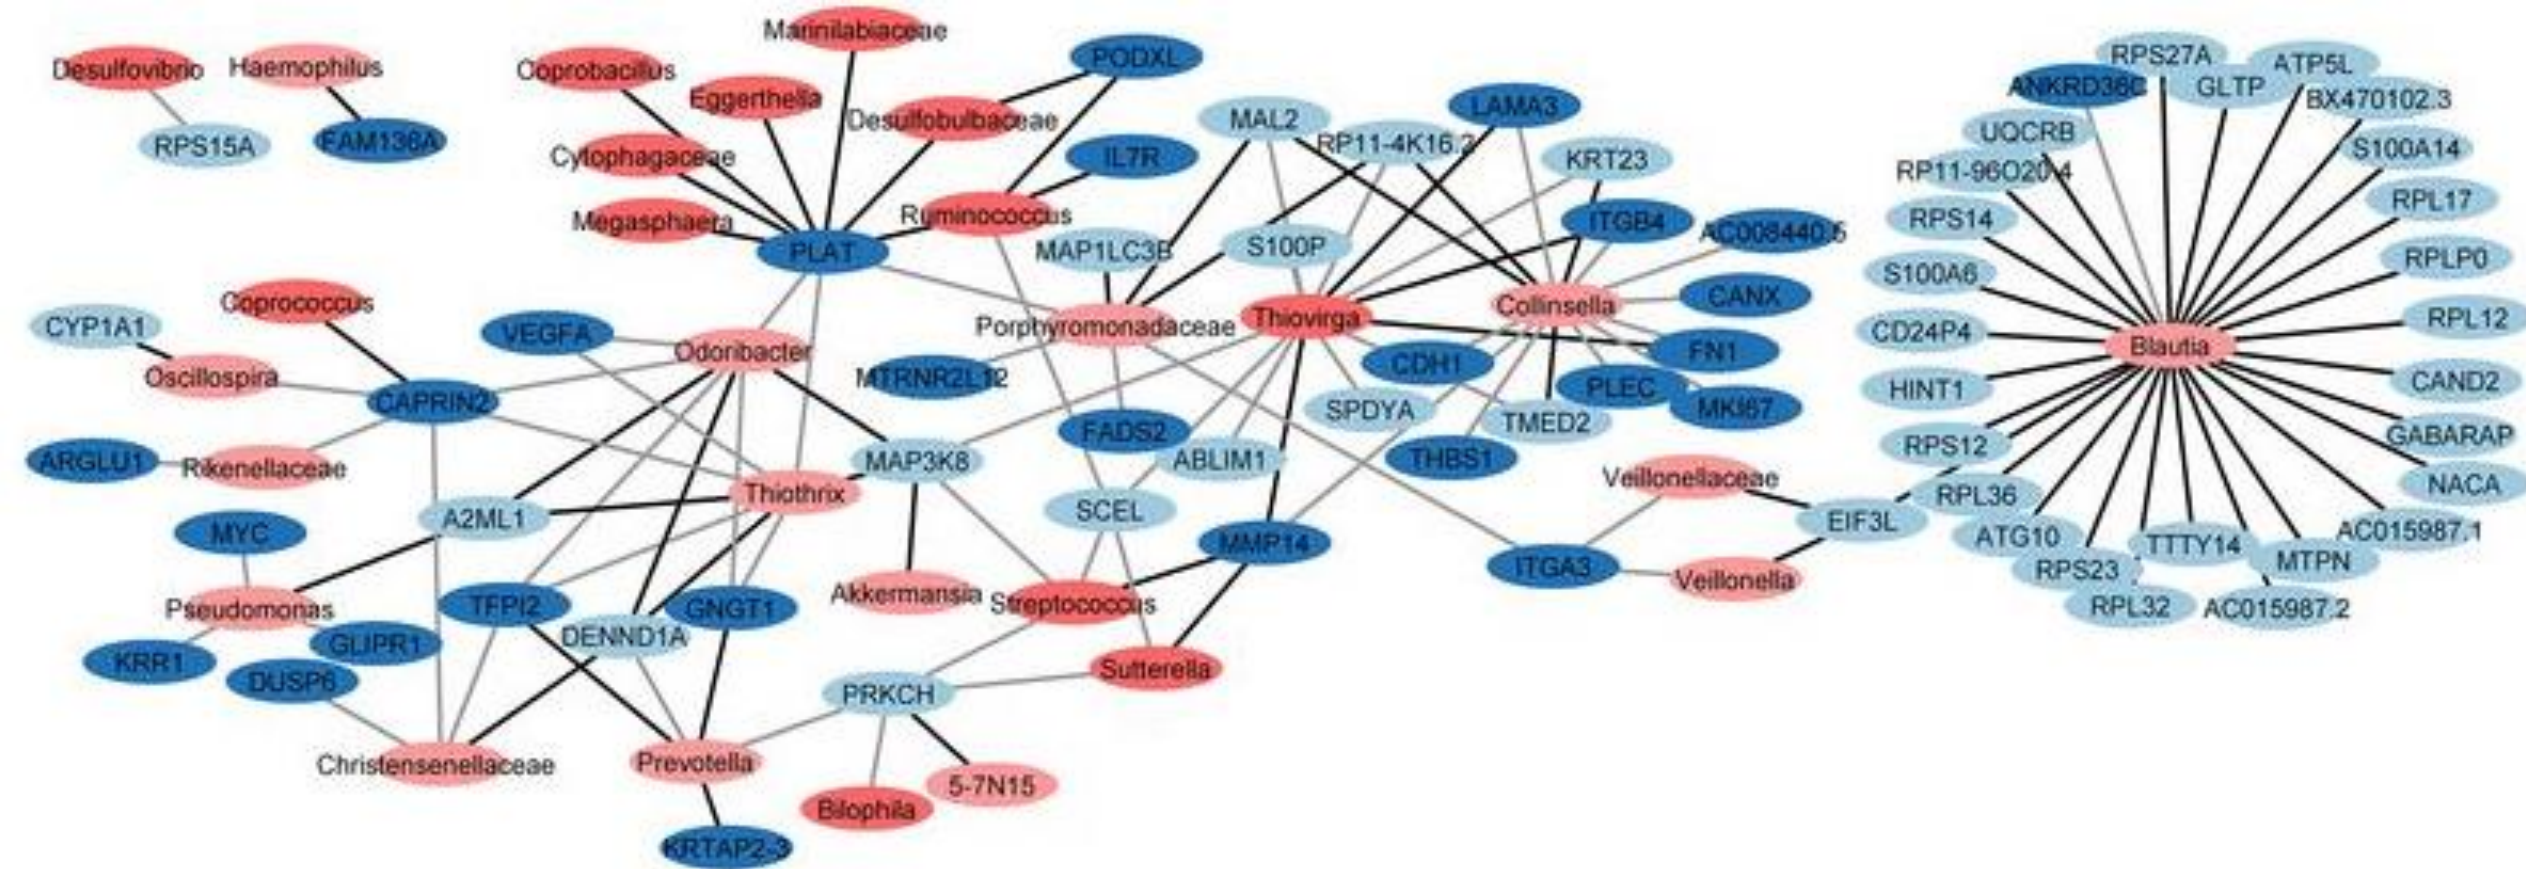 Marinilabiaceae
Desulfovibrio
Haemophilus
Coprobacillus
PODXL
RPS27A
ATP5L
ANKRD36C
GLTP
Eggerthella
BX470102.3
Desulfobulbaceae
MAL2
LAMA3
UQCRB
RPS15A
FAM136A
Cytophagaceae
IL7R
RP11-4K16.2
KRT23
S100A14
RP11-96O20.4
RPL17
Megasphaera
Ruminococcus
RPS14
ITGB4
AC008440.5
PLAT
MAP1LC3B
S100P
RPLP0
S100A6
Coprococcus
CANX
Collinsella
CYP1A1
VEGFA
Porphyromonadaceae
Thiovirga
RPL12
CD24P4
Odoribacter
FN1
Blautia
Oscillospira
MTRNR2L12
CDH1
PLEC
HINT1
CAND2
CAPRIN2
SPDYA
MKI67
TMED2
FADS2
GABARAP
RPS12
ARGLU1
Rikenellaceae
MAP3K8
ABLIM1
THBS1
Veillonellaceae
NACA
Thiothrix
RPL36
A2ML1
SCEL
EIF3L
MYC
ATG10
TTTY14
AC015987.1
MMP14
MTPN
ITGA3
Veillonella
RPS23
Akkermansia
Streptococcus
Pseudomonas
TFPI2
GNGT1
RPL32
AC015987.2
DENND1A
GLIPR1
KRR1
DUSP6
Sutterella
PRKCH
Christensenellaceae
Prevotella
5-7N15
Bilophila
KRTAP2-3